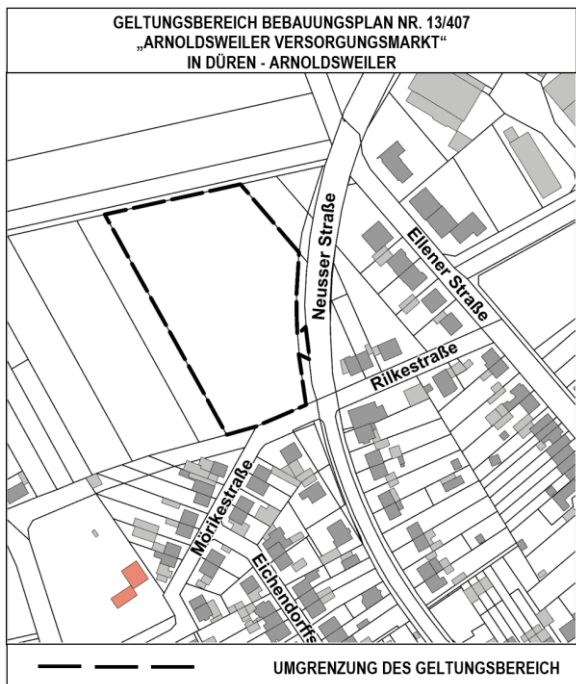 GELTUNGSBEREICH BEBAUUNGSPLAN NR. 13/407
„ARNOLDSWEILER VERSORGUNGSMARKT“
IN DÜREN - ARNOLDSWEILER
Neusser Straße
Ellener Straße
Rilkestraße
Mörikestraße
Eichendorffs
UMGRENZUNG DES GELTUNGSBEREICH